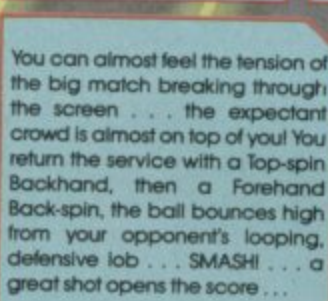 You can almost feel the tension of
the big match breaking through
the screen . . . the expectant
crowd is almost on top of you! You
return the service with a Top-spin
Backhand, then a Forehand
Back-spin, the ball bounces high
from your opponent's looping,
defensive lob . . . SMASH! . . . a
great shot opens the score . . .